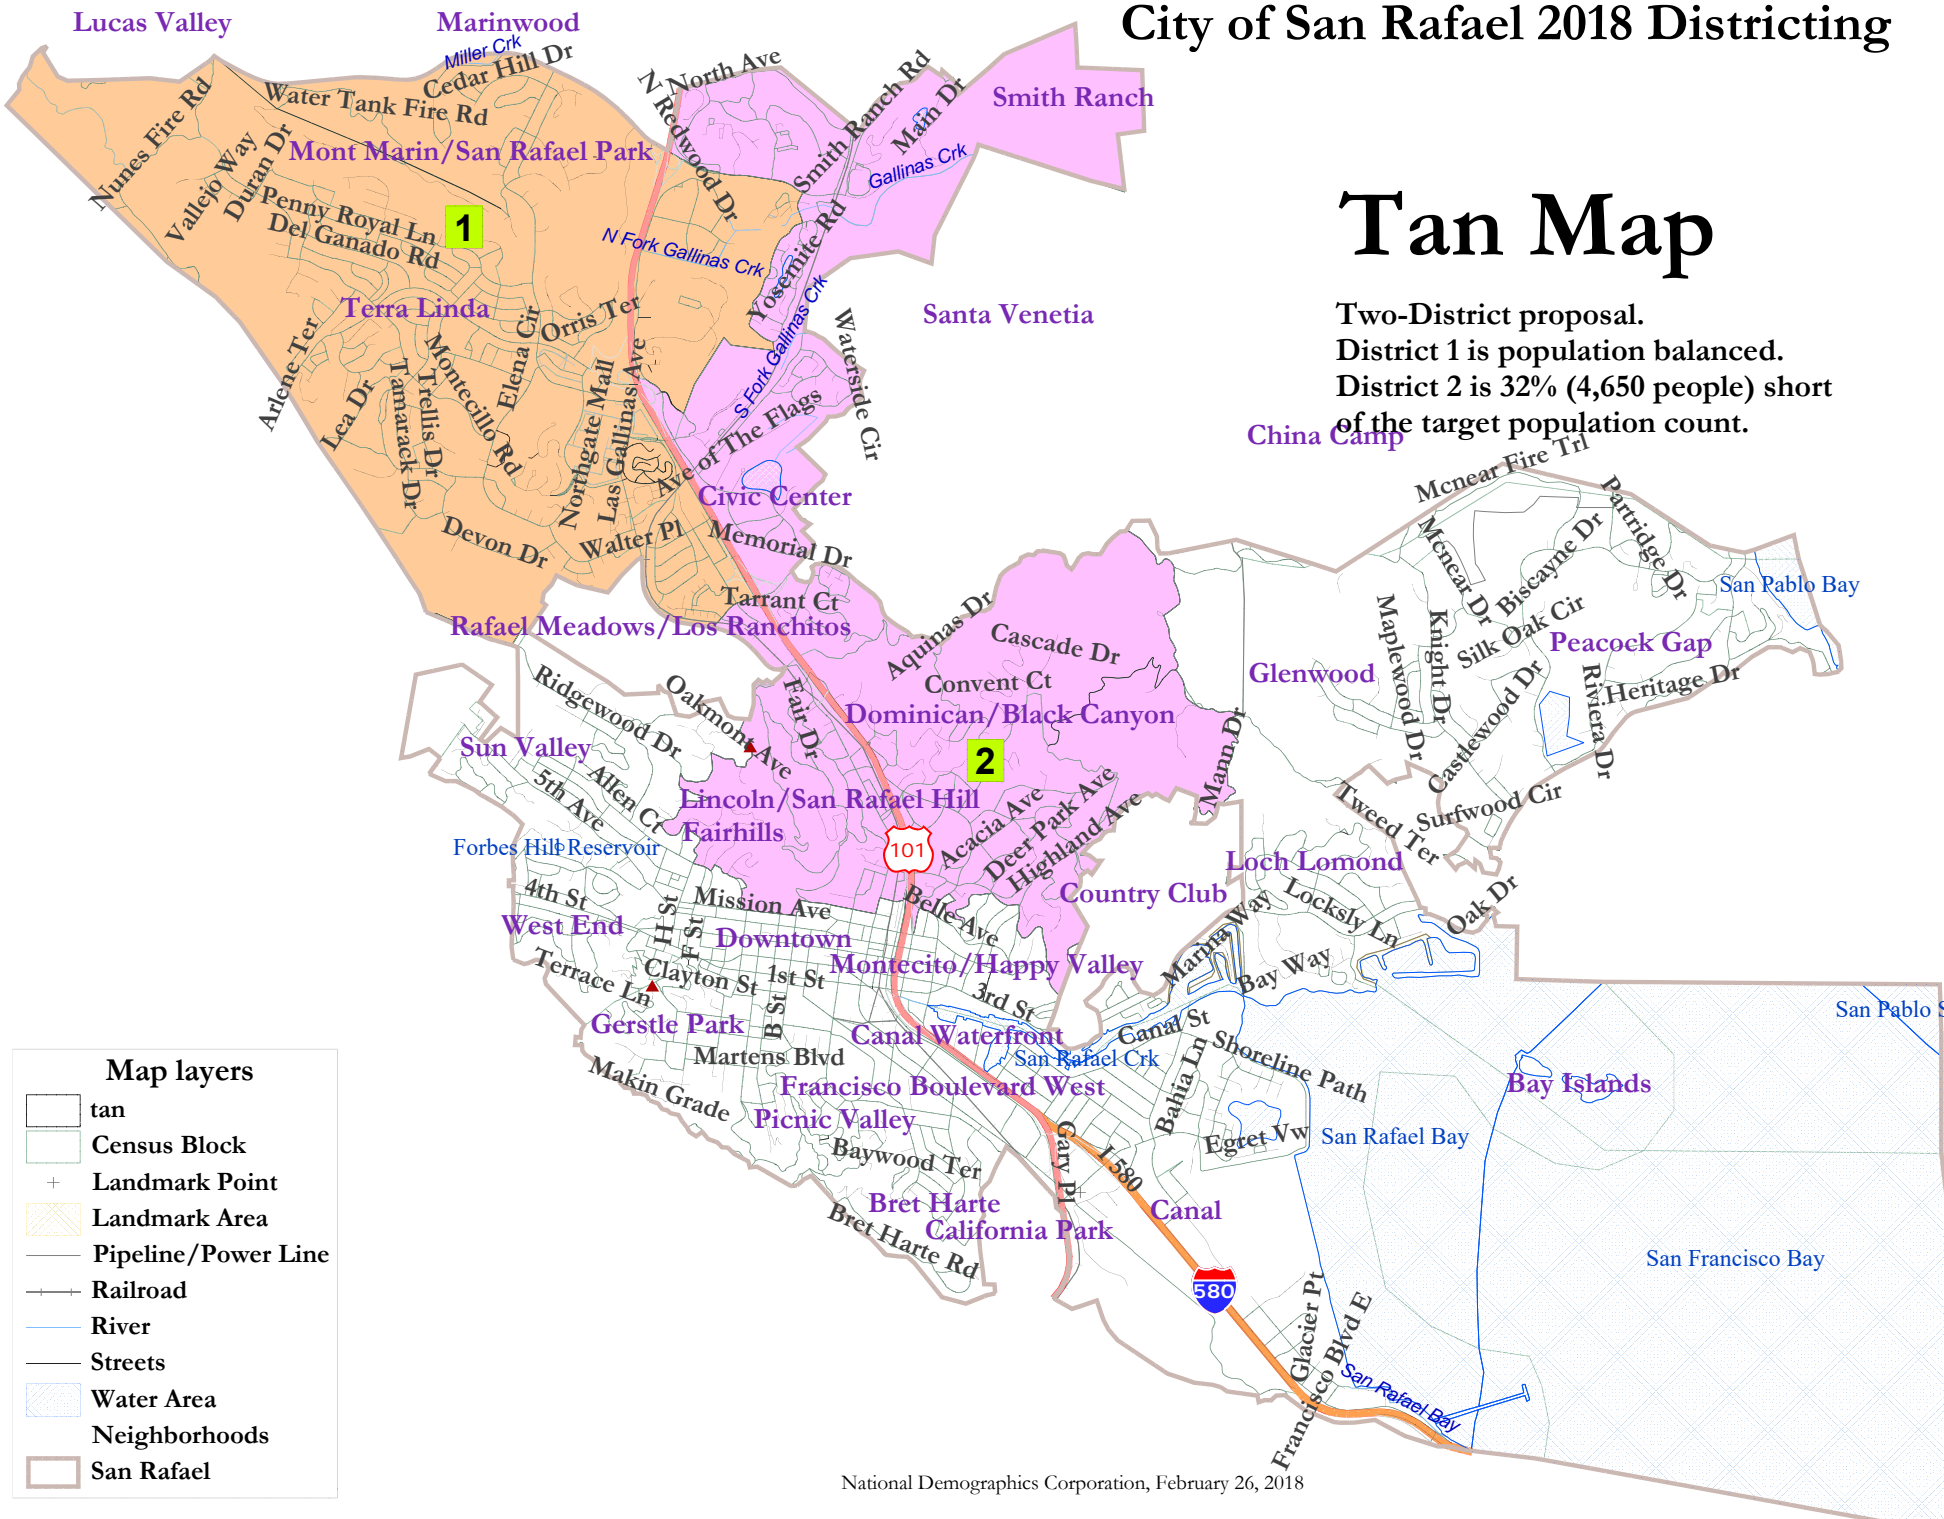 City of San Rafael 2018 Districting
Tan Map
Two-District proposal.
District 1 is population balanced.
District 2 is 32% (4,650 people) short
of the target population count.
Lucas Valley
Marinwood
Miller Crk
Cedar Hill Dr
Water Tank Fire Rd
Nunes Fire Rd
Mont Marin/San Rafael Park
Vallejo Way
Duran Dr
Penny Royal Ln
Del Ganado Rd
1
N Redwood Dr
North Ave
Smith Ranch Rd
Main Dr
Smith Ranch
Gallinas Crk
N Fork Gallinas Crk
Yosemite Rd
S Fork Gallinas Crk
Santa Venetia
Waterside Cir
Terra Linda
Orris Ter
Elena Cir
Arlene Ter
Lea Dr
Tamarack Dr
Trellis Dr
Montecillo Rd
Northgate Mall
Las Gallinas Ave
Ave of The Flags
Civic Center
Memorial Dr
Devon Dr
Walter Pl
Tarrant Ct
Rafael Meadows/Los Ranchitos
China Camp
Mcnear Fire Trl
Partridge Dr
Mcnear Dr
Biscayne Dr
Silk Oak Cir
San Pablo Bay
Peacock Gap
Maplewood Dr
Knight Dr
Castlewood Dr
Riviera Dr
Heritage Dr
Glenwood
Surfwood Cir
Tweed Ter
Aquinas Dr
Cascade Dr
Convent Ct
Dominican/Black Canyon
2
Mann Dr
Ridgewood Dr
Oakmont Ave
Fair Dr
Sun Valley
5th Ave
Allen Ct
Lincoln/San Rafael Hill
Fairhills
101
Acacia Ave
Deer Park Ave
Highland Ave
Forbes Hill Reservoir
4th St
West End
H St
F St
Mission Ave
Belle Ave
Country Club
Loch Lomond
Locksly Ln
Oak Dr
Marina Way
Bay Way
Downtown
Montecito/Happy Valley
Terrace Ln
Clayton St
1st St
B St
3rd St
Gerstle Park
Canal Waterfront
Canal St
San Rafael Crk
Shoreline Path
Bahia Ln
Martens Blvd
Makin Grade
Francisco Boulevard West
Picnic Valley
Baywood Ter
Gary Pl
I 580
Egret Vw
San Rafael Bay
Bay Islands
San Pablo S
San Francisco Bay
Bret Harte
California Park
Bret Harte Rd
Canal
580
Glacier Pt
Francisco Blvd E
San Rafael Bay
Map layers
tan
Census Block
Landmark Point
Landmark Area
Pipeline/Power Line
Railroad
River
Streets
Water Area
Neighborhoods
San Rafael
National Demographics Corporation, February 26, 2018